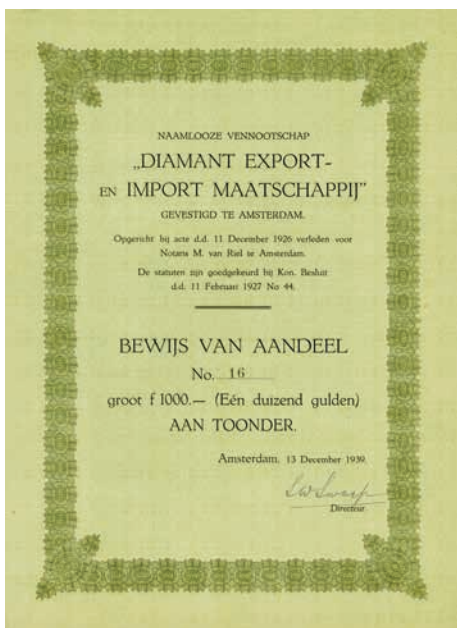 NAAMLOOZE VENNOOTSCHAP
„DIAMANT EXPORT-
EN IMPORT MAATSCHAPPIJ"
GEVESTIGD TE AMSTERDAM.
Opgericht bij acte d.d. 11 December 1926 verleden voor
Notaris M. van Riel te Amsterdam.
De statuten zijn goedgekeurd bij Kon. Besluit
d.d. 11 Februari 1927 No 44.
BEWIJS VAN AANDEEL
No. 16
groot f 1000.— (Eén duizend gulden)
AAN TOONDER.
Amsterdam, 13 December 1939.
Directeur